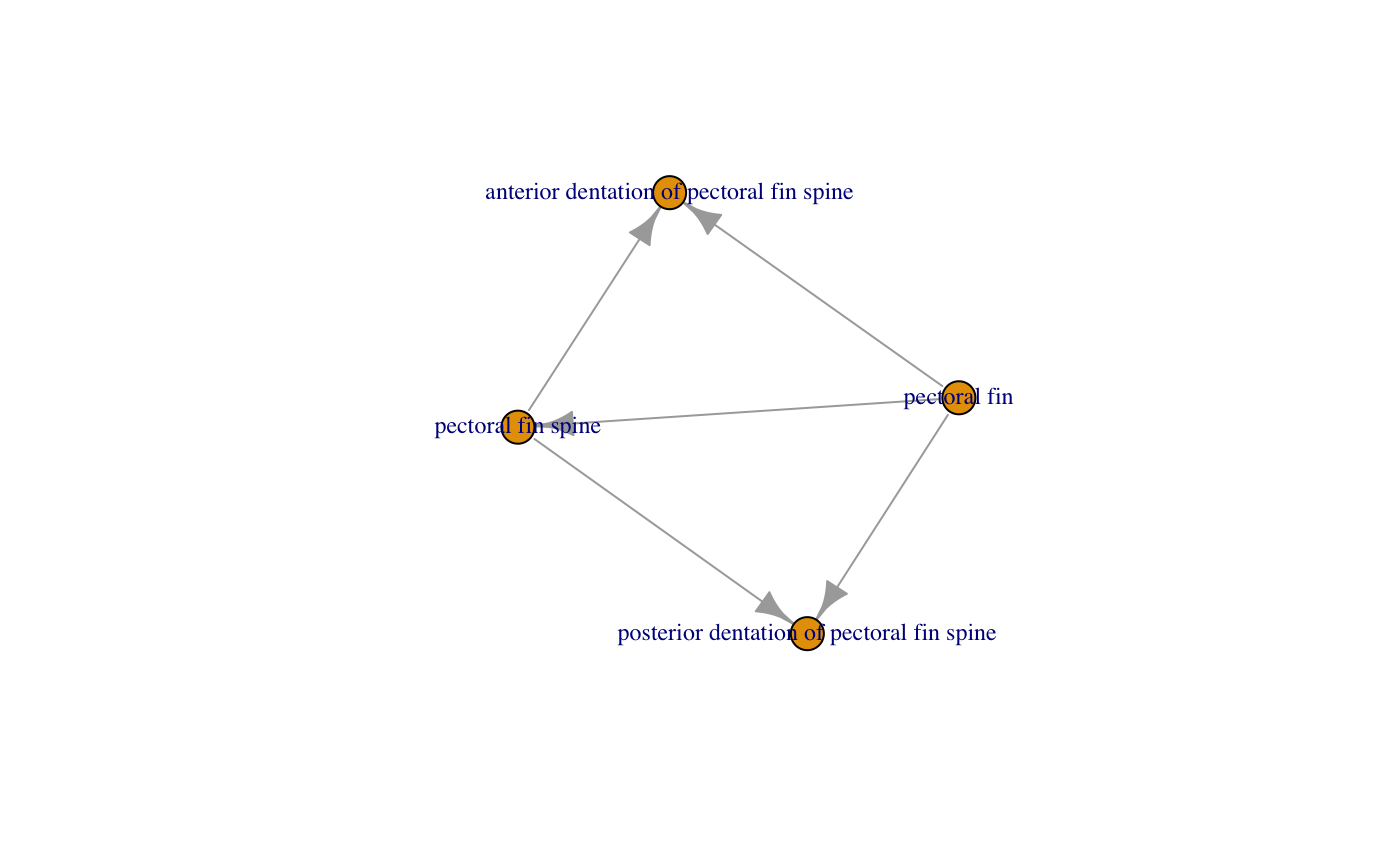 anterior dentation of pectoral fin spine
pectoral fin
pectoral fin spine
posterior dentation of pectoral fin spine